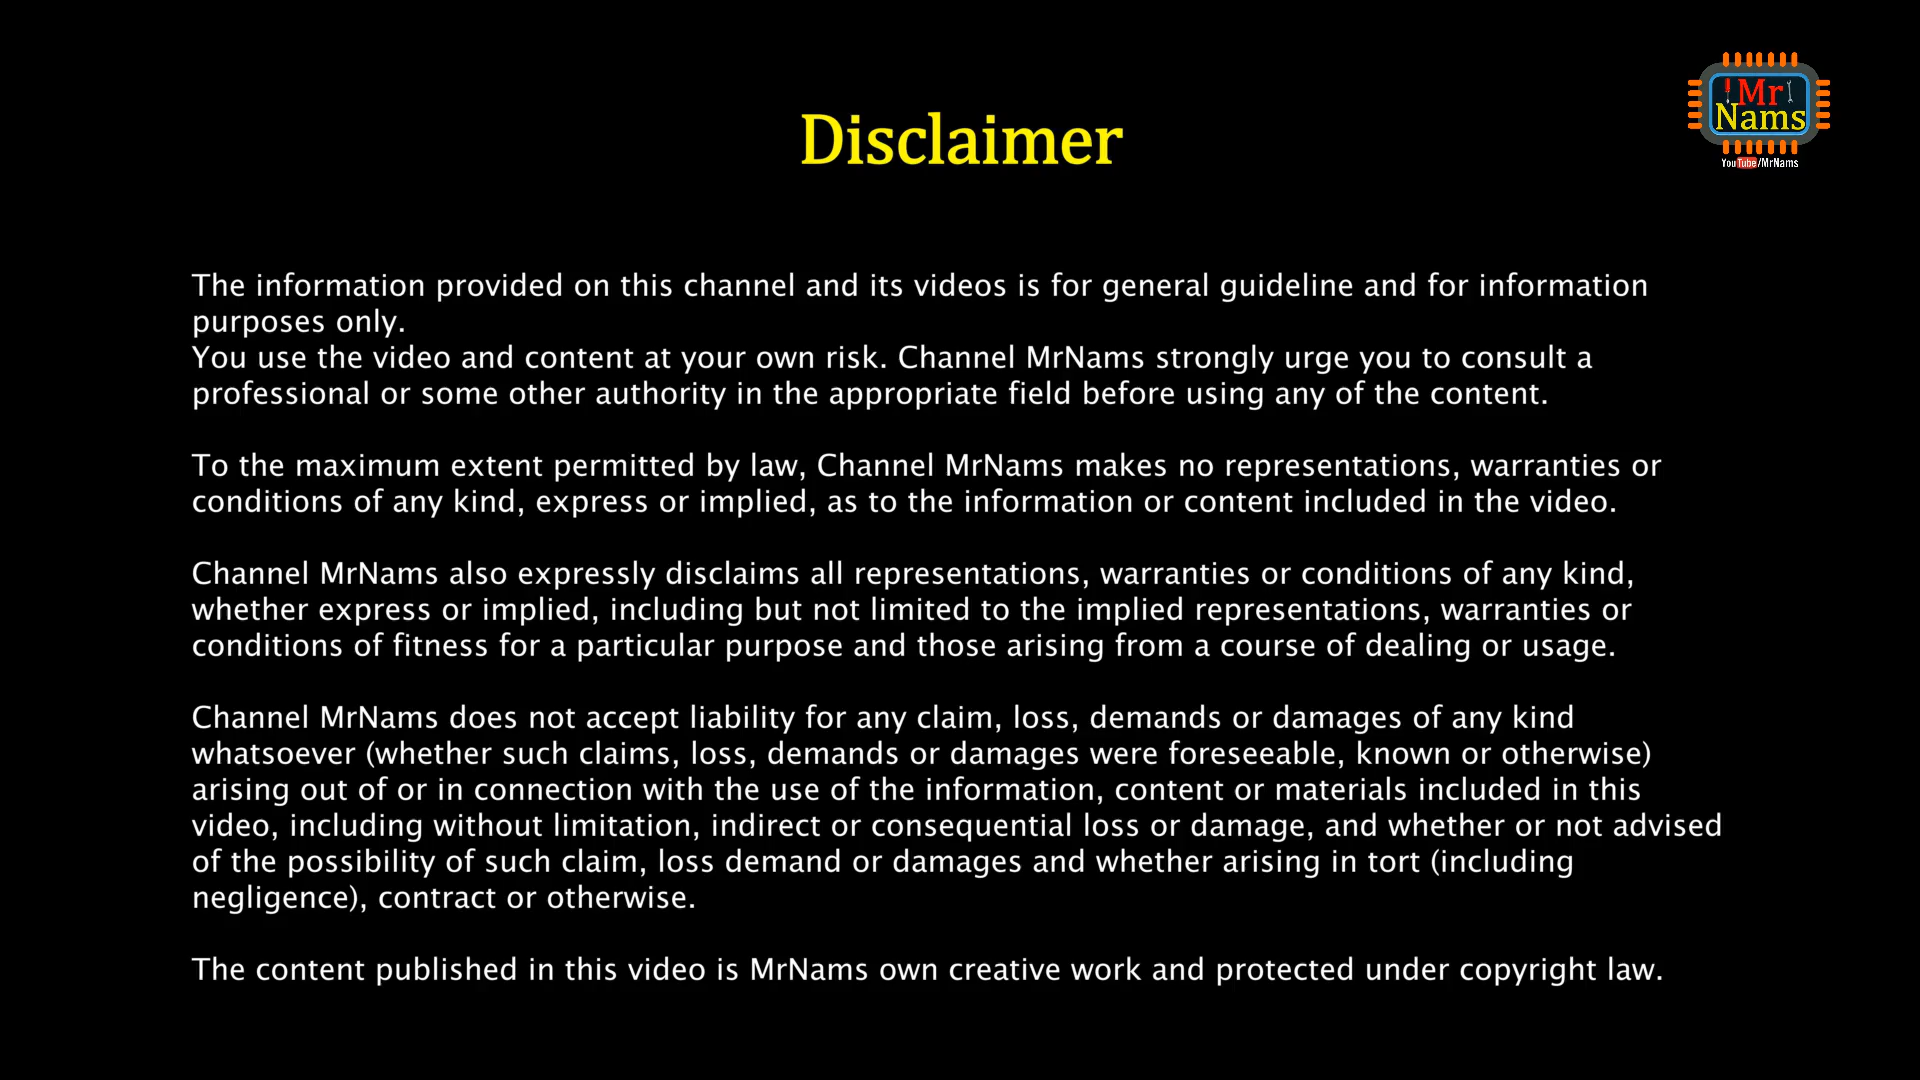 Mr
Nams
YouTube/MrNams
Disclaimer
The information provided on this channel and its videos is for general guideline and for information
purposes only.
You use the video and content at your own risk. Channel MrNams strongly urge you to consult a
professional or some other authority in the appropriate field before using any of the content.
To the maximum extent permitted by law, Channel MrNams makes no representations, warranties or
conditions of any kind, express or implied, as to the information or content included in the video.
Channel MrNams also expressly disclaims all representations, warranties or conditions of any kind,
whether express or implied, including but not limited to the implied representations, warranties or
conditions of fitness for a particular purpose and those arising from a course of dealing or usage.
Channel MrNams does not accept liability for any claim, loss, demands or damages of any kind
whatsoever (whether such claims, loss, demands or damages were foreseeable, known or otherwise)
arising out of or in connection with the use of the information, content or materials included in this
video, including without limitation, indirect or consequential loss or damage, and whether or not advised
of the possibility of such claim, loss demand or damages and whether arising in tort (including
negligence), contract or otherwise.
The content published in this video is MrNams own creative work and protected under copyright law.